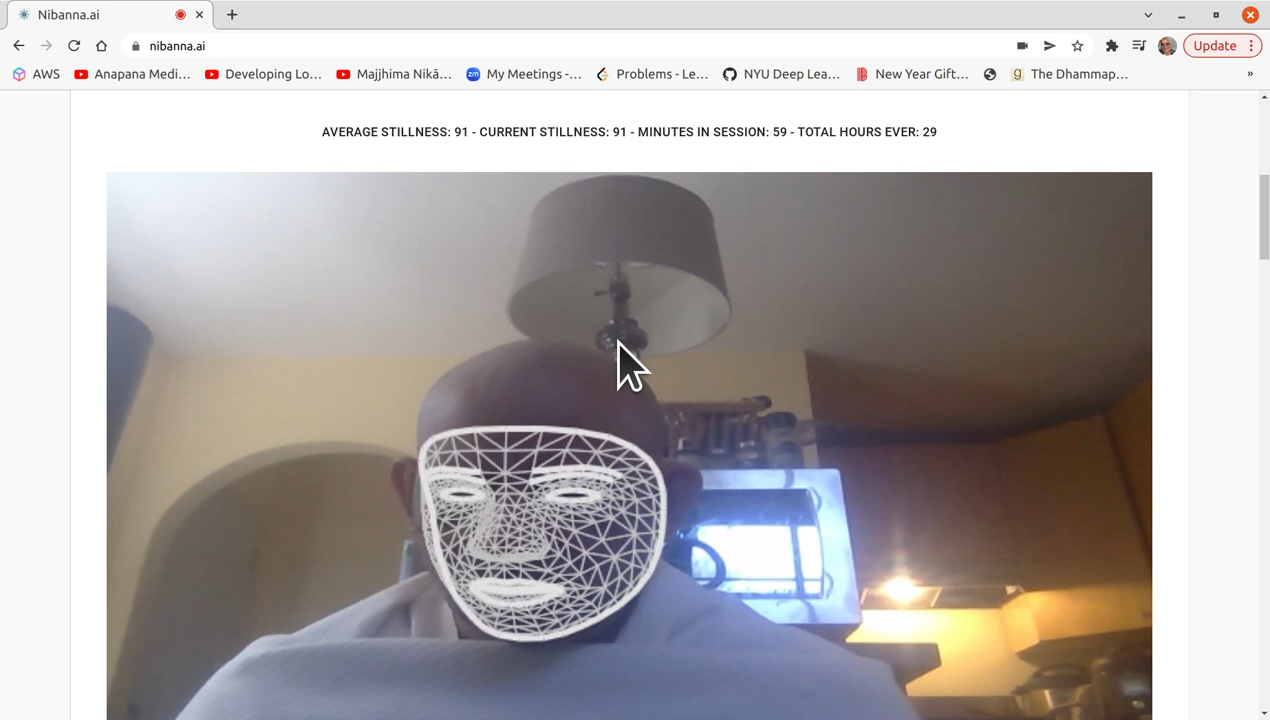 Nibanna.ai
nibanna.ai
Update
AWS Anapana Medi... Developing Lo... Majjhima Nikā... zm My Meetings -... Problems - Le... NYU Deep Lea... New Year Gift... g The Dhammap... »
AVERAGE STILLNESS: 91 - CURRENT STILLNESS: 91 - MINUTES IN SESSION: 59 - TOTAL HOURS EVER: 29